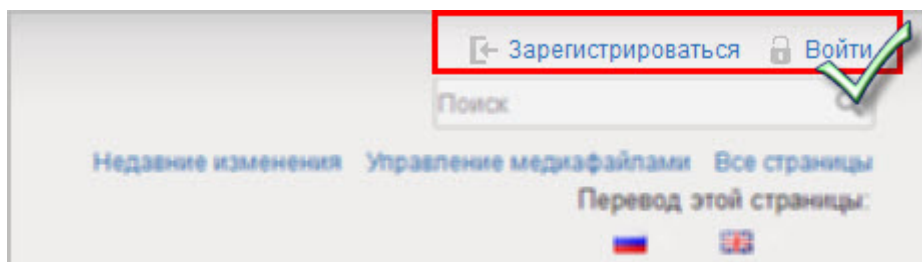 Зарегистрироваться Войти
Поиск
Недавние изменения Управление медиафайлами Все страницы
Перевод этой страницы: